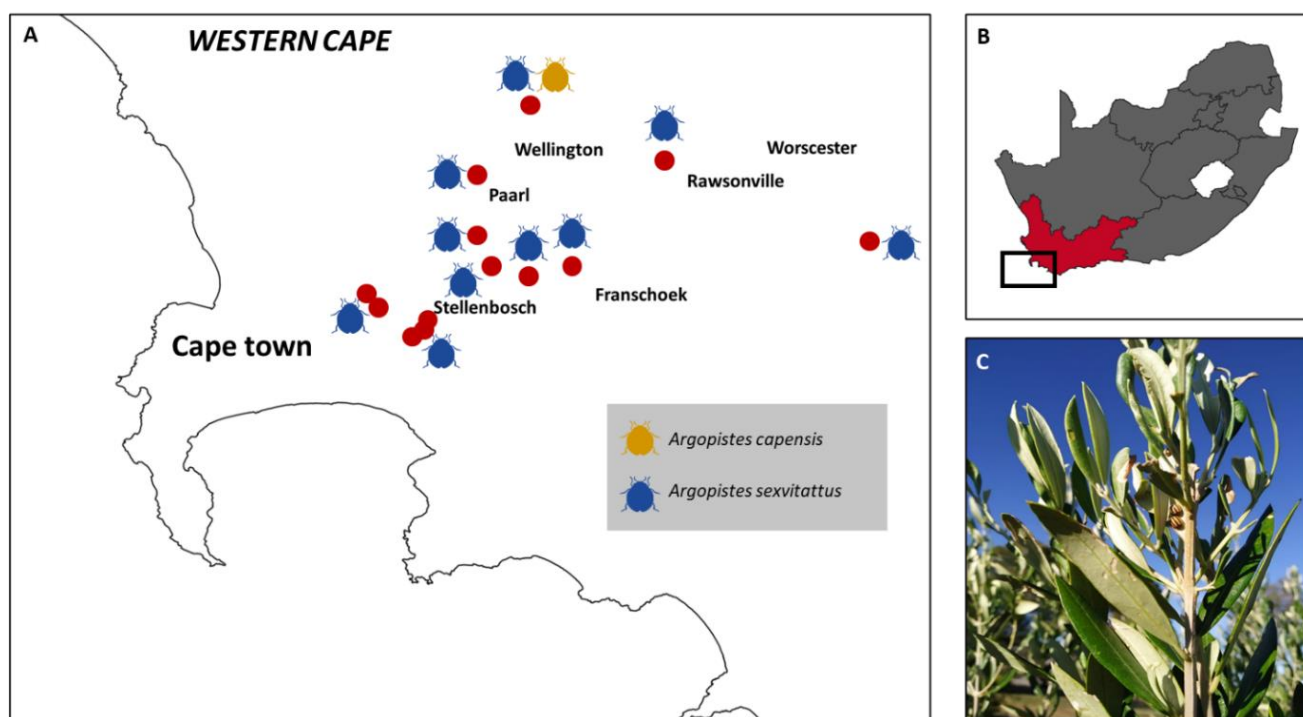 A
WESTERN CAPE
Wellington
Worscester
Paarl
Rawsonville
Stellenbosch
Franschoek
Cape town
Argopistes capensis
Argopistes sexvitattus
B
C